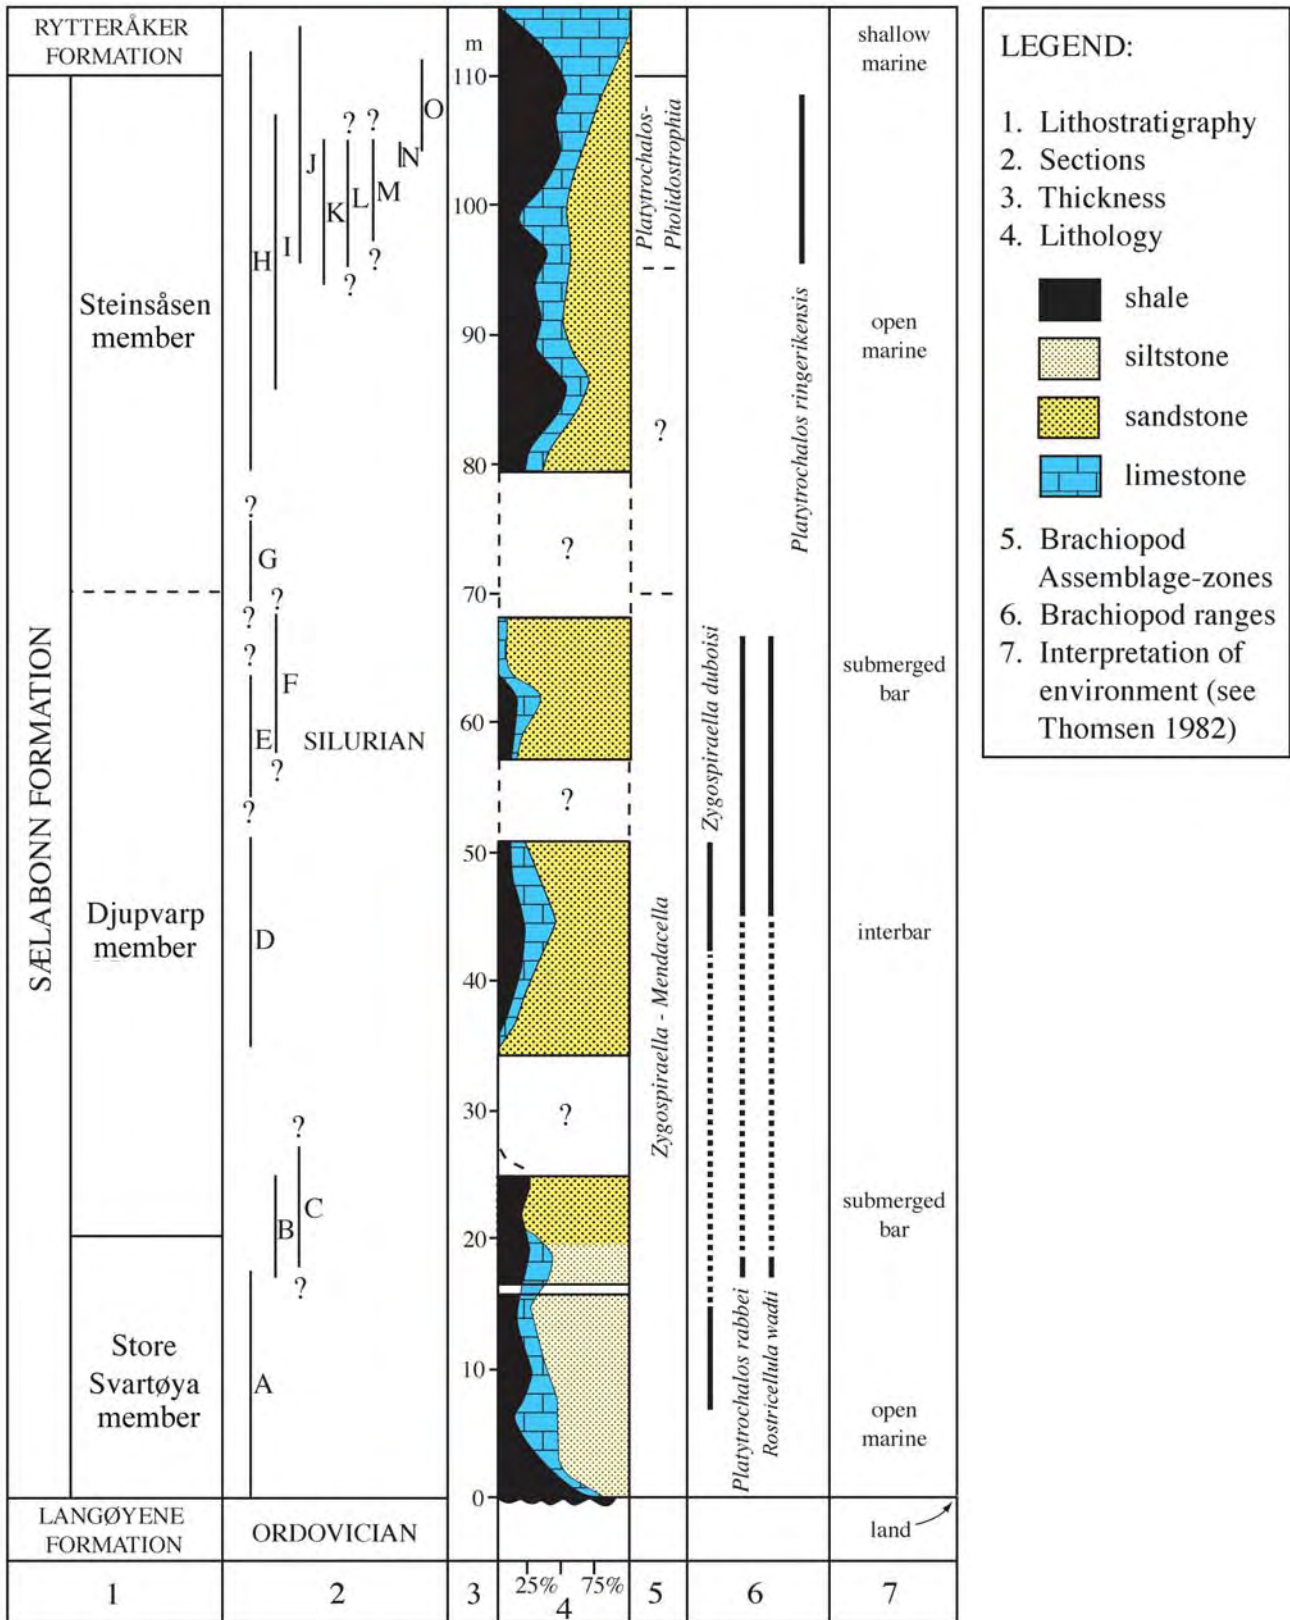 RYTTERÅKER
FORMATION
SÆLABONN FORMATION
Steinsåsen
member
Djupvarp
member
Store
Svartøya
member
LANGØYENE
FORMATION
1
H
I
J
K
?
L
?
?
M
?
N
O
?
G
?
?
?
F
E
?
?
SILURIAN
D
?
C
B
?
A
ORDOVICIAN
2
m
110
100
90
80
70
60
50
40
30
20
10
0
3
?
?
?
25%
75%
4
Platytrochalos-
Pholidostrophia
?
Zygospiraella - Mendacella
5
Platytrochalos ringerikensis
Zygospiraella duboisi
Platytrochalos rabbei
Rostricellula wadti
6
shallow
marine
open
marine
submerged
bar
interbar
submerged
bar
open
marine
land
7
LEGEND:
1. Lithostratigraphy
2. Sections
3. Thickness
4. Lithology
shale
siltstone
sandstone
limestone
5. Brachiopod
Assemblage-zones
6. Brachiopod ranges
7. Interpretation of
environment (see
Thomsen 1982)